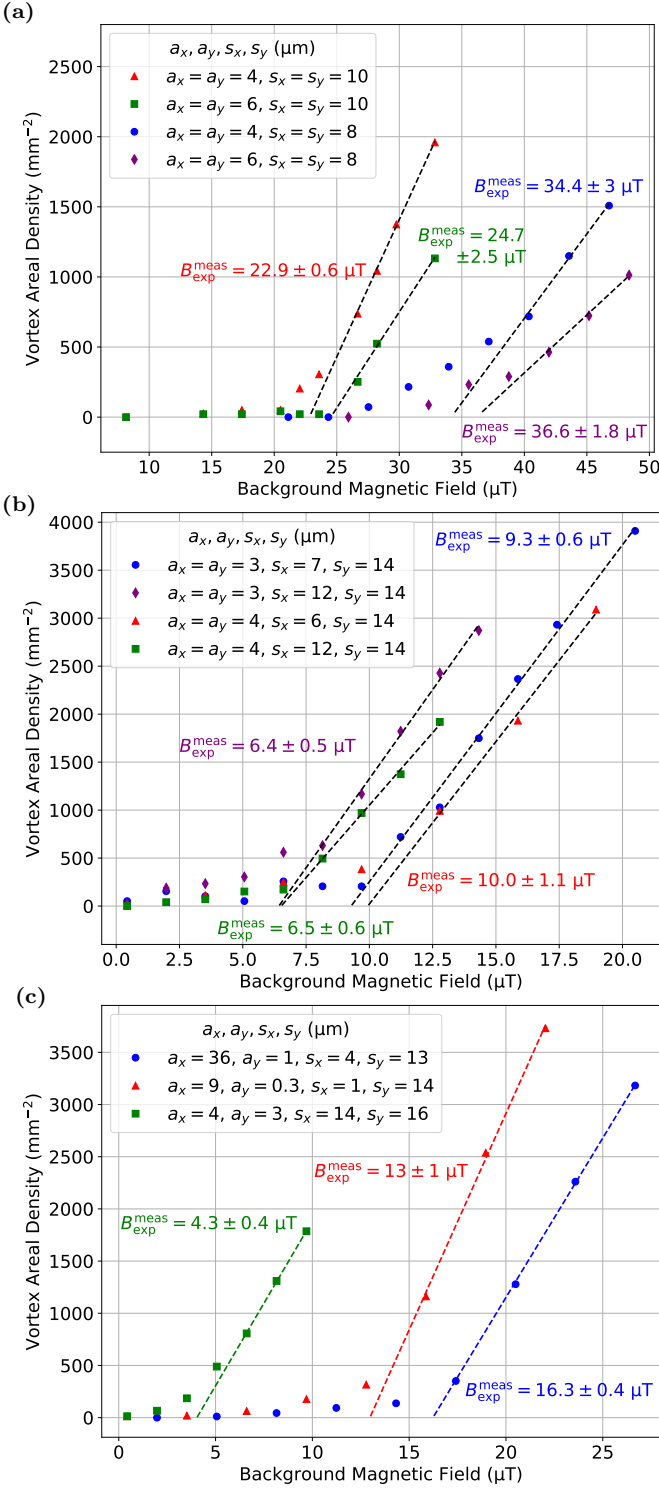 (a)
a_x, a_y, s_x, s_y (μm)
a_x = a_y = 4, s_x = s_y = 10
a_x = a_y = 6, s_x = s_y = 10
a_x = a_y = 4, s_x = s_y = 8
a_x = a_y = 6, s_x = s_y = 8
B_exp^meas = 34.4 ± 3 μT
B_exp^meas = 24.7
±2.5 μT
B_exp^meas = 22.9 ± 0.6 μT
B_exp^meas = 36.6 ± 1.8 μT
Vortex Areal Density (mm⁻²)
2500
2000
1500
1000
500
0
10 15 20 25 30 35 40 45 50
Background Magnetic Field (μT)
(b)
a_x, a_y, s_x, s_y (μm)
a_x = a_y = 3, s_x = 7, s_y = 14
a_x = a_y = 3, s_x = 12, s_y = 14
a_x = a_y = 4, s_x = 6, s_y = 14
a_x = a_y = 4, s_x = 12, s_y = 14
B_exp^meas = 9.3 ± 0.6 μT
B_exp^meas = 6.4 ± 0.5 μT
B_exp^meas = 10.0 ± 1.1 μT
B_exp^meas = 6.5 ± 0.6 μT
Vortex Areal Density (mm⁻²)
4000
3500
3000
2500
2000
1500
1000
500
0
0.0 2.5 5.0 7.5 10.0 12.5 15.0 17.5 20.0
Background Magnetic Field (μT)
(c)
a_x, a_y, s_x, s_y (μm)
a_x = 36, a_y = 1, s_x = 4, s_y = 13
a_x = 9, a_y = 0.3, s_x = 1, s_y = 14
a_x = 4, a_y = 3, s_x = 14, s_y = 16
B_exp^meas = 13 ± 1 μT
B_exp^meas = 4.3 ± 0.4 μT
B_exp^meas = 16.3 ± 0.4 μT
Vortex Areal Density (mm⁻²)
3500
3000
2500
2000
1500
1000
500
0
0 5 10 15 20 25
Background Magnetic Field (μT)